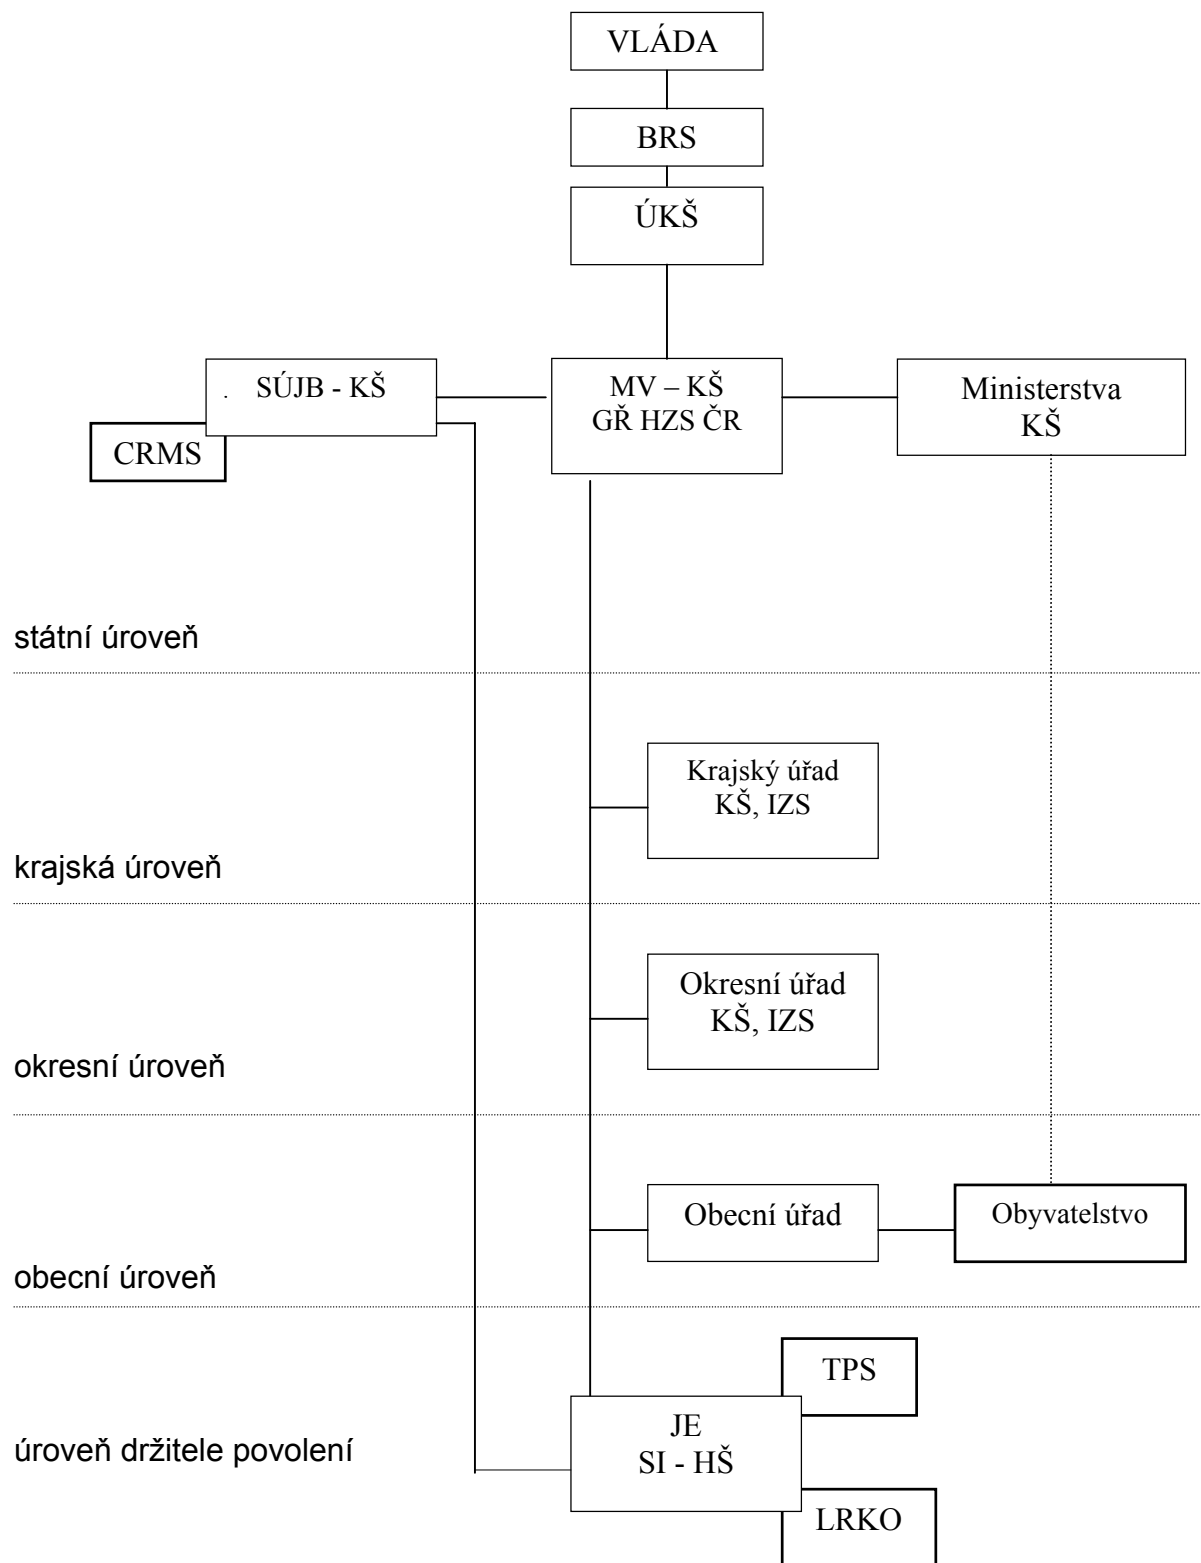 VLÁDA
BRS
ÚKŠ
. SÚJB - KŠ
MV – KŠ
GŘ HZS ČR
Ministerstva
KŠ
CRMS
státní úroveň
Krajský úřad
KŠ, IZS
krajská úroveň
Okresní úřad
KŠ, IZS
okresní úroveň
Obecní úřad
Obyvatelstvo
obecní úroveň
TPS
JE
SI - HŠ
úroveň držitele povolení
LRKO